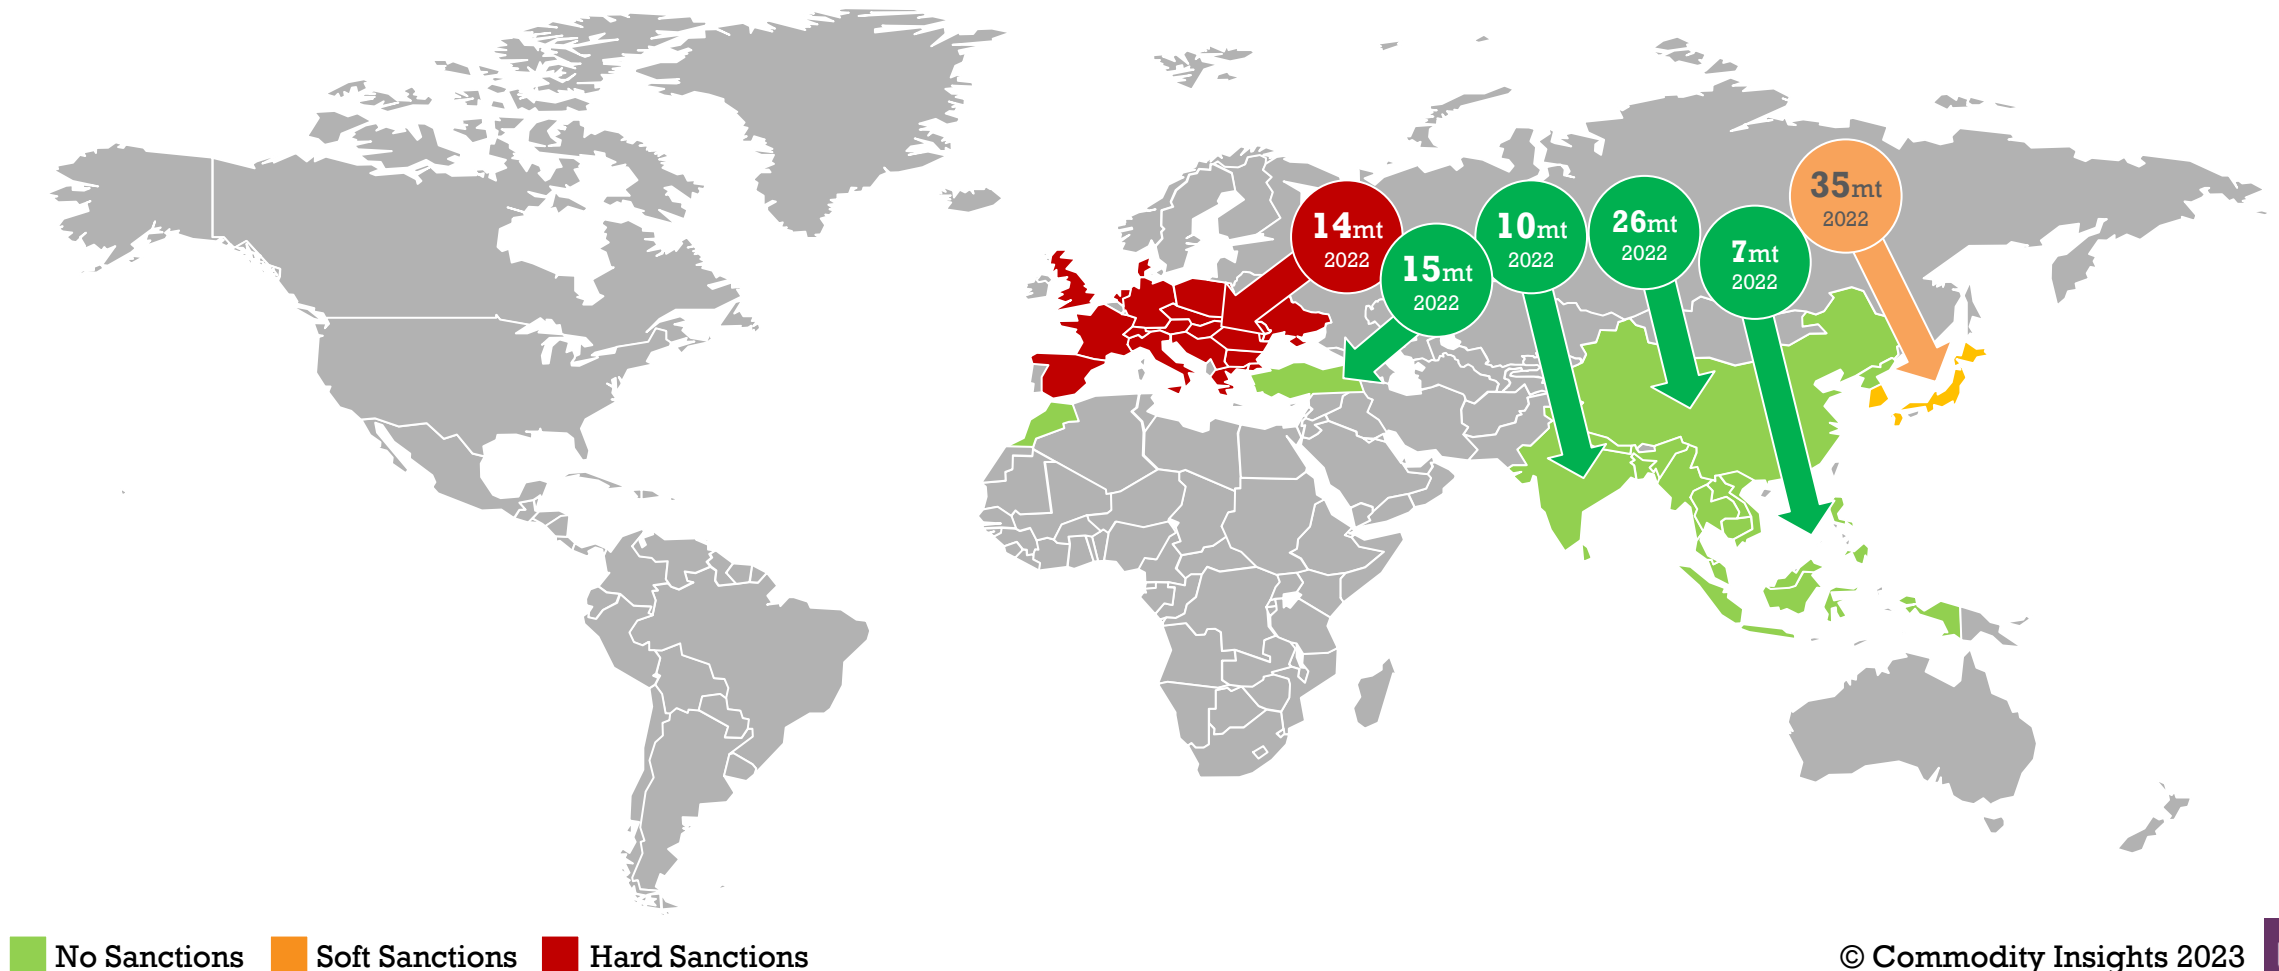 35mt
2022
14mt
2022
10mt
2022
26mt
2022
7mt
2022
15mt
2022
No Sanctions
Soft Sanctions
Hard Sanctions
© Commodity Insights 2023